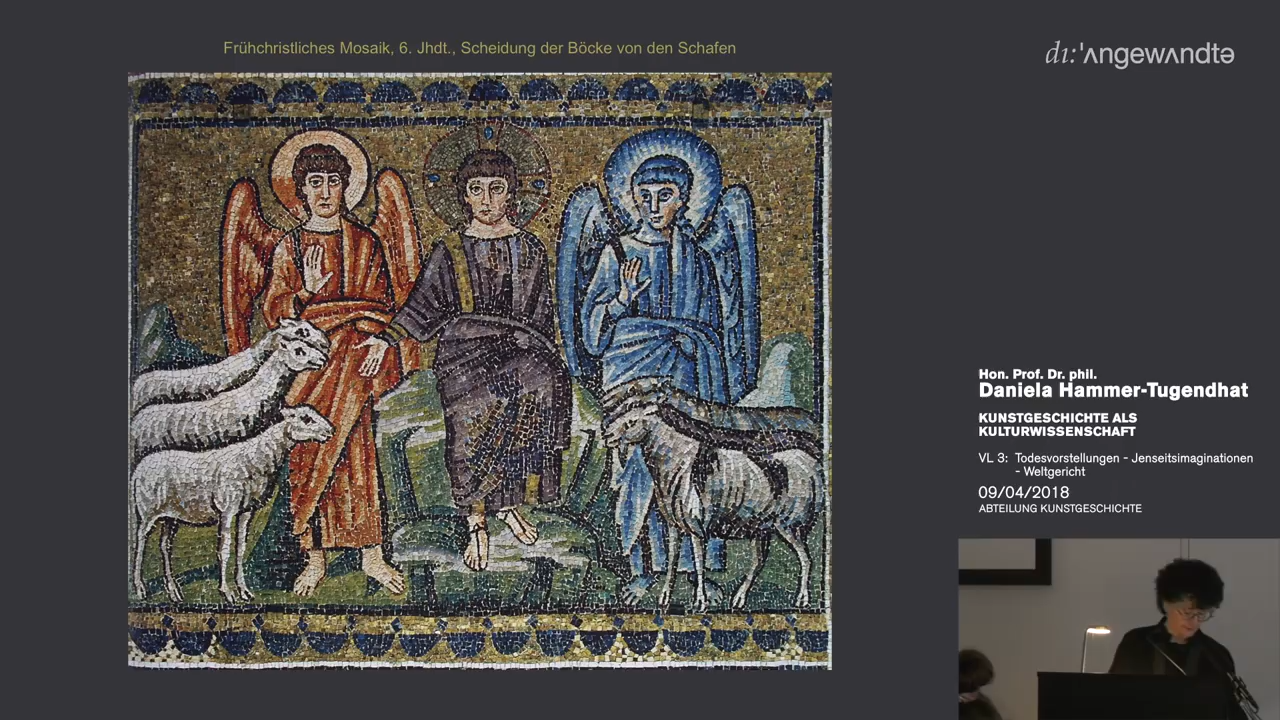 Frühchristliches Mosaik, 6. Jhdt., Scheidung der Böcke von den Schafen
dı:'ʌngewʌndtə
Hon. Prof. Dr. phil.
Daniela Hammer-Tugendhat
KUNSTGESCHICHTE ALS
KULTURWISSENSCHAFT
VL 3: Todesvorstellungen - Jenseitsimaginationen
- Weltgericht
09/04/2018
ABTEILUNG KUNSTGESCHICHTE